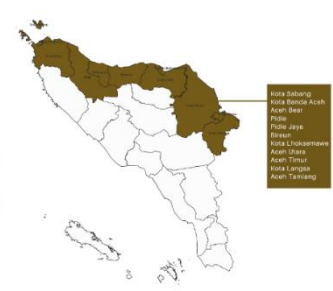 Kota Sabang
Kota Banda Aceh
Aceh Besar
Pidie
Pidie Jaya
Bireun
Kota Lhoksemawe
Aceh Utara
Aceh Timur
Kota Langsa
Aceh Tamiang